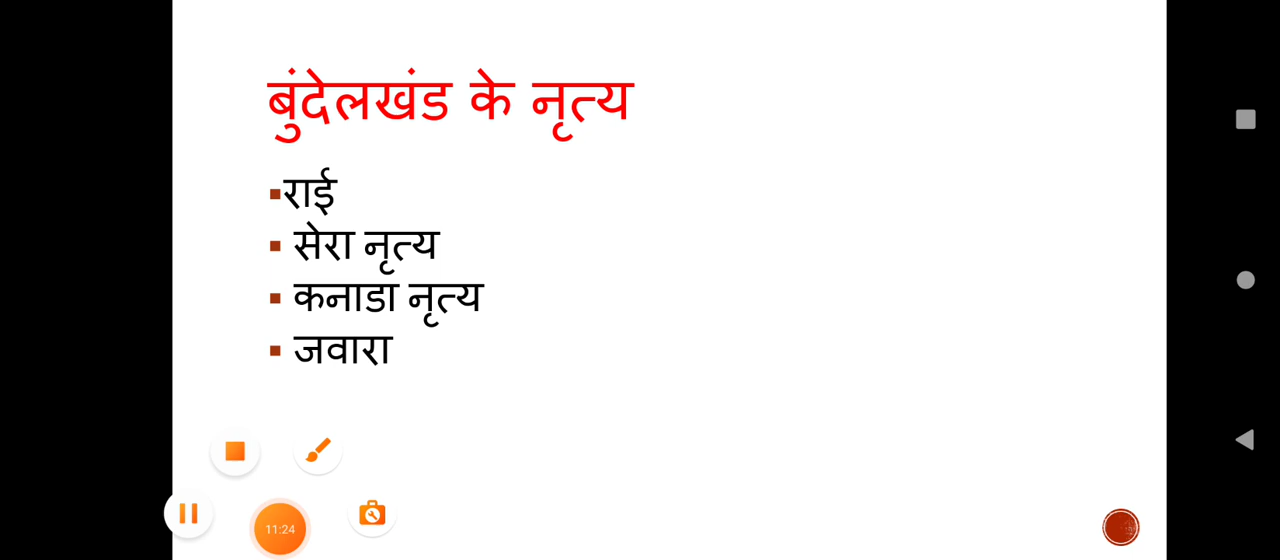 बुंदेलखंड के नृत्य
▪राई
▪ सेरा नृत्य
▪ कनाडा नृत्य
▪ जवारा
11:24